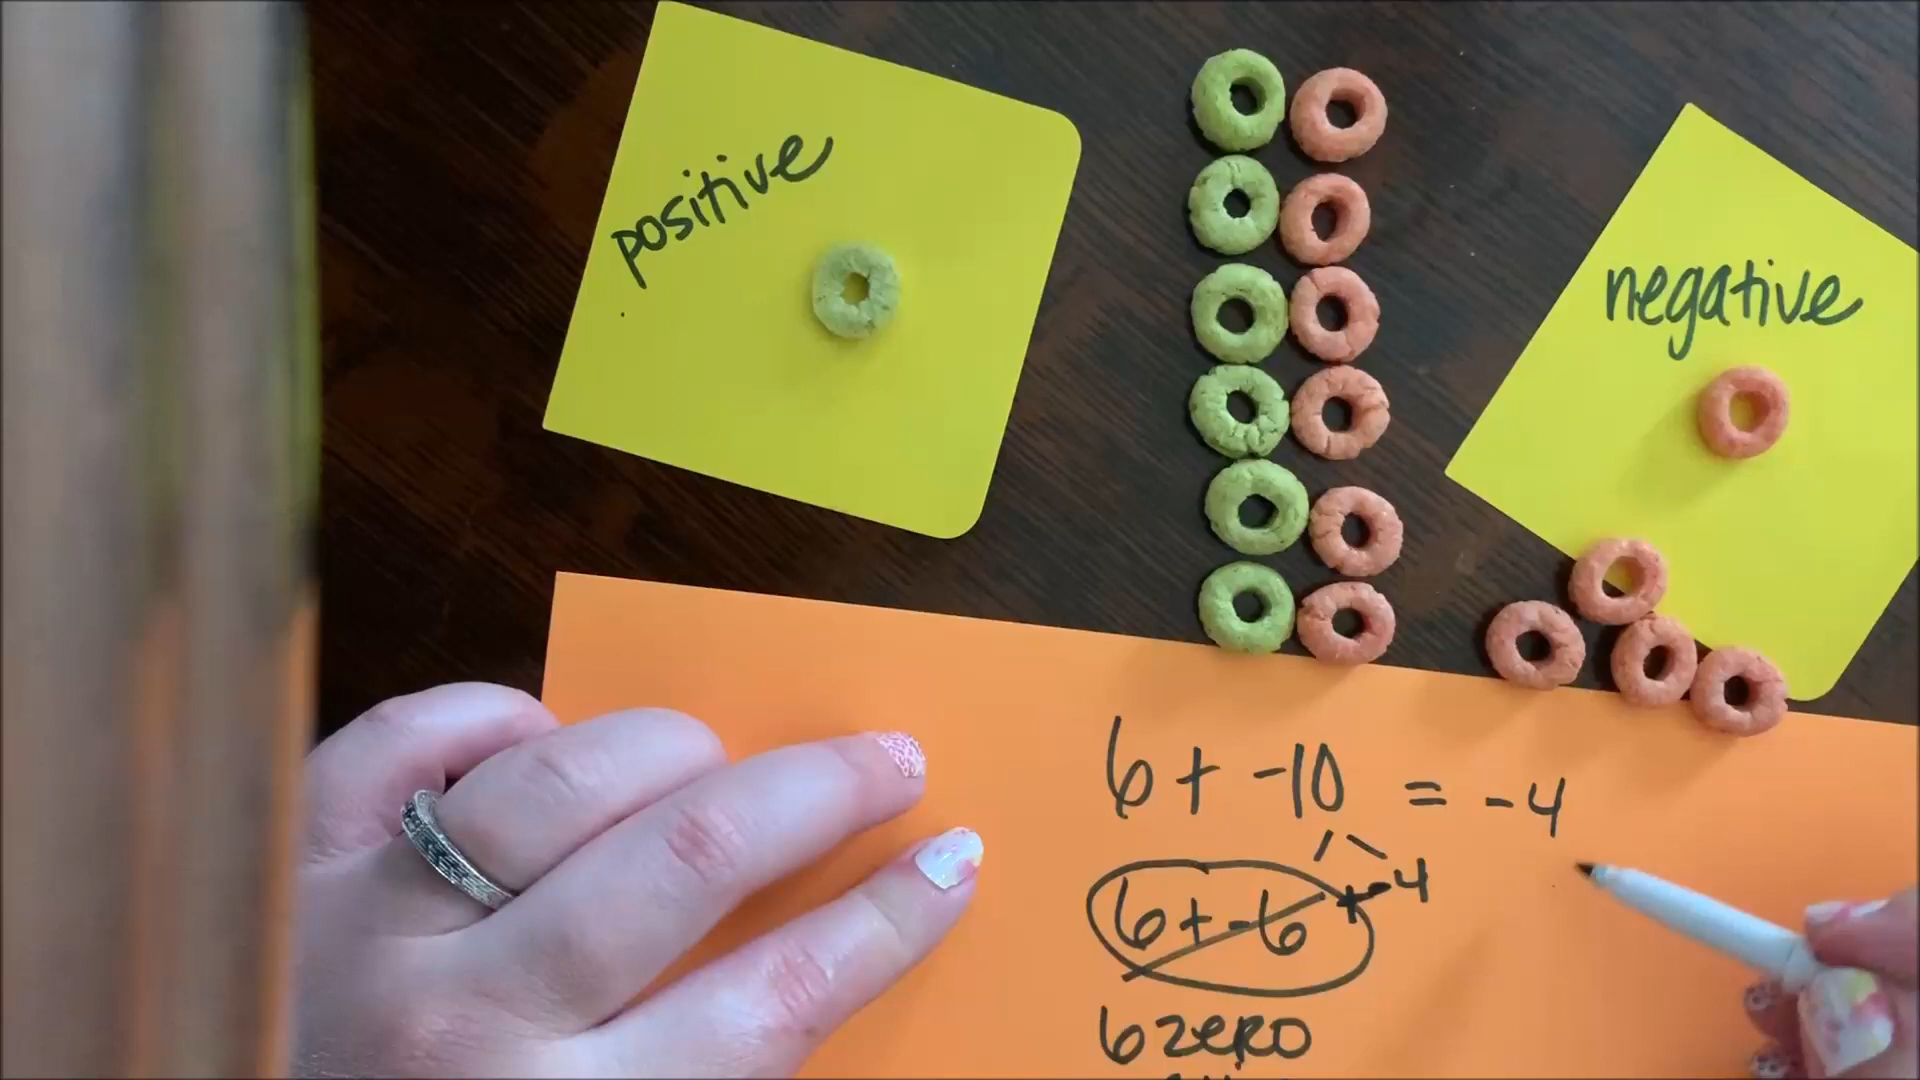 positive
negative
6 + -10 = -4
6 + -6 + -4
6 zero